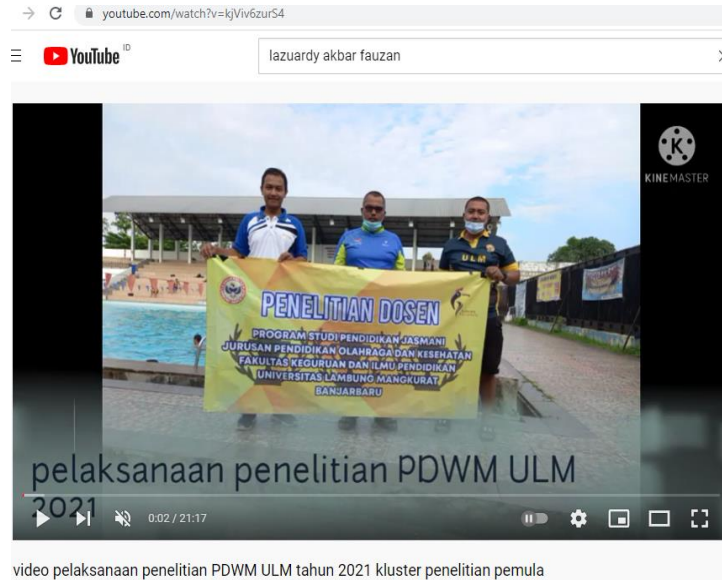 youtube.com/watch?v=kjViv6zurS4
YouTube ID
lazuardy akbar fauzan
KINEMASTER
ULM
PENELITIAN DOSEN
PROGRAM STUDI PENDIDIKAN JASMANI
JURUSAN PENDIDIKAN OLAHRAGA DAN KESEHATAN
FAKULTAS KEGURUAN DAN ILMU PENDIDIKAN
UNIVERSITAS LAMBUNG MANGKURAT
BANJARBARU
pelaksanaan penelitian PDWM ULM
2021
0:02 / 21:17
video pelaksanaan penelitian PDWM ULM tahun 2021 kluster penelitian pemula